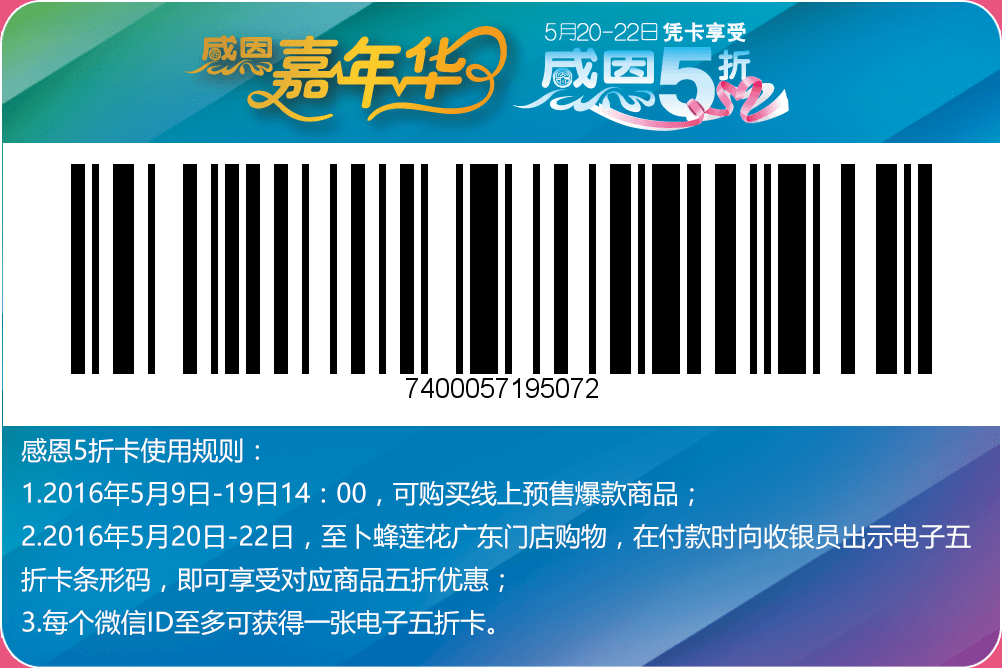 感恩嘉年华
5月20-22日 凭卡享受
感恩5折
7400057195072
感恩5折卡使用规则：
1.2016年5月9日-19日14：00，可购买线上预售爆款商品；
2.2016年5月20日-22日，至卜蜂莲花广东门店购物，在付款时向收银员出示电子五
折卡条形码，即可享受对应商品五折优惠；
3.每个微信ID至多可获得一张电子五折卡。